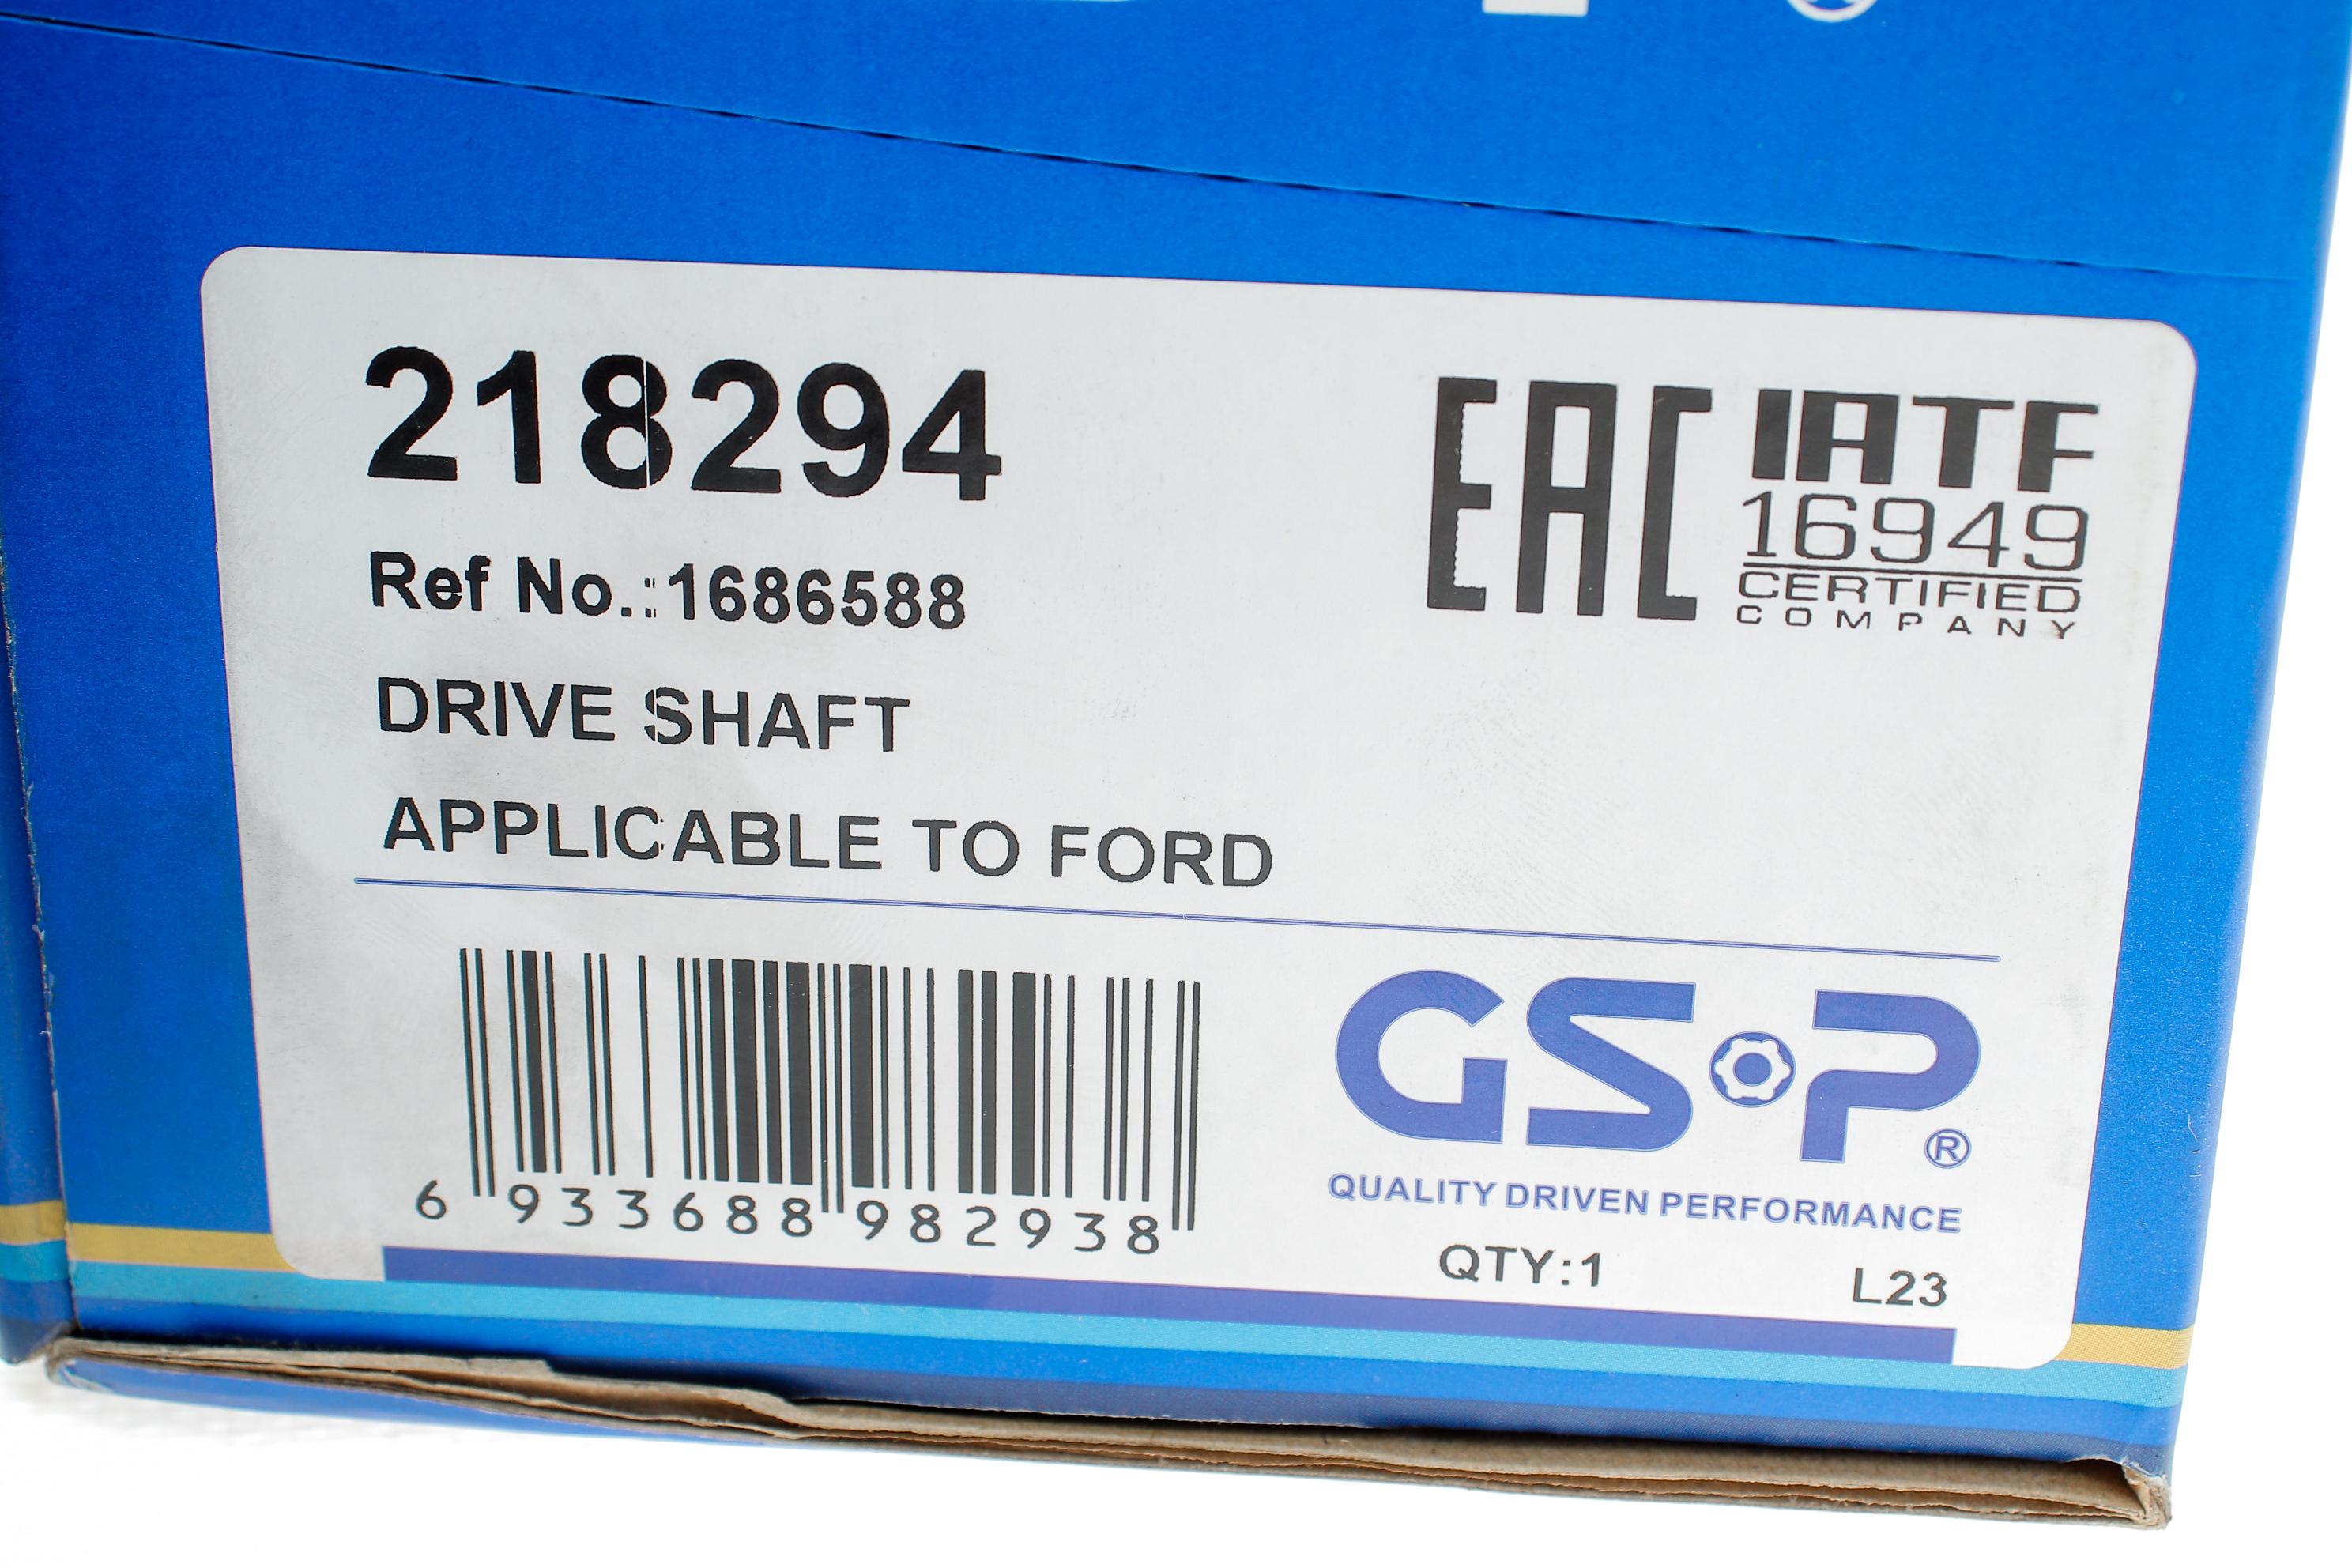 218294
Ref No.:1686588
DRIVE SHAFT
APPLICABLE TO FORD
EAC
IATF
16949
CERTIFIED
COMPANY
6 933688 982938
GSP®
QUALITY DRIVEN PERFORMANCE
QTY:1
L23